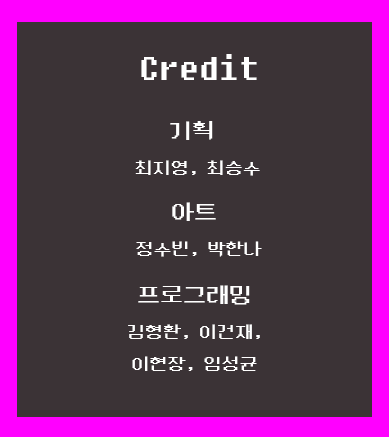 Credit
기획
최지영, 최승수
아트
정수빈, 박한나
프로그래밍
김형환, 이건재,
이현장, 임성균